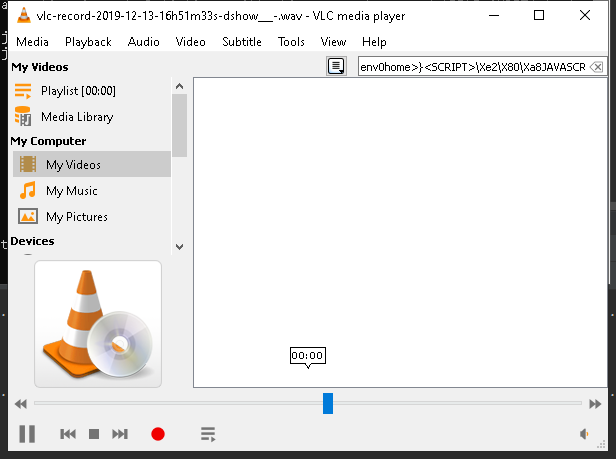 vlc-record-2019-12-13-16h51m33s-dshow__-.wav - VLC media player
Media Playback Audio Video Subtitle Tools View Help
My Videos
env0home>}<SCRIPT>\Xe2\X80\Xa8JAVASCR
Playlist [00:00]
Media Library
My Computer
My Videos
My Music
My Pictures
Devices
00:00